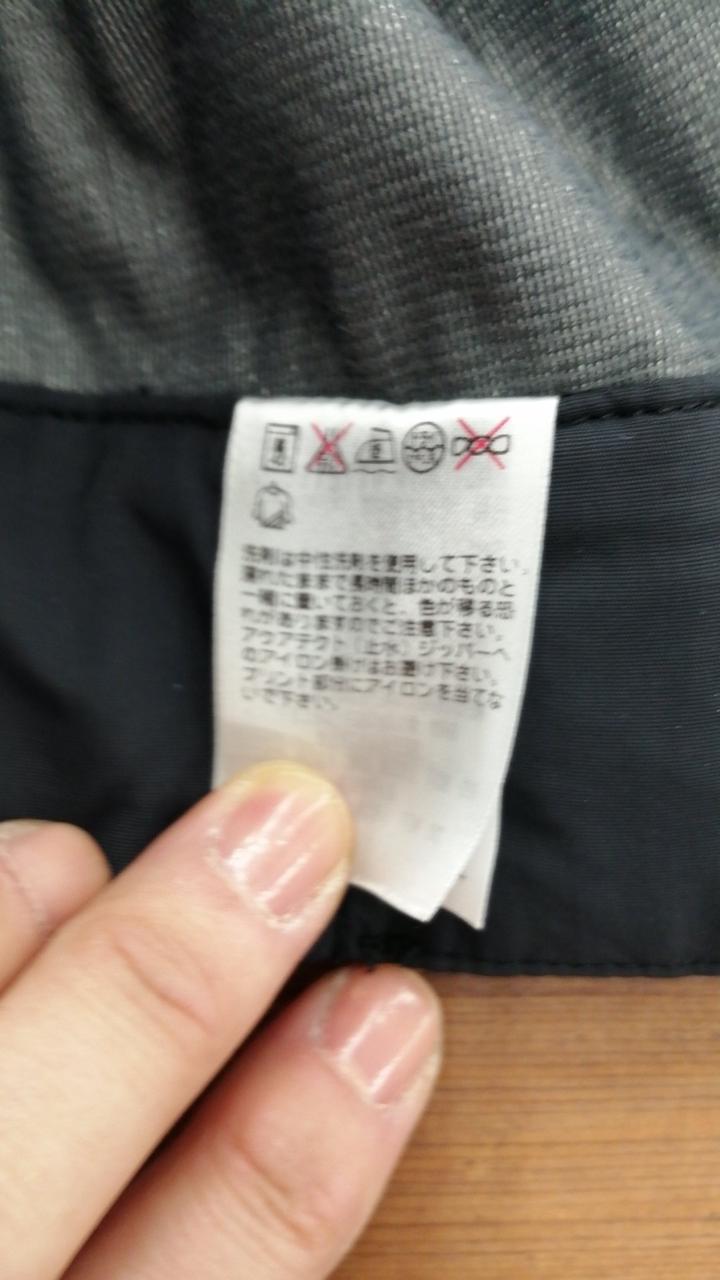 洗剤は中性洗剤を使用して下さい。
濡れたままで長時間ほかのものと
一緒に置いておくと、色が移る恐
れがありますのでご注意下さい。
アクアテクト（止水）ジッパーへ
のアイロン掛けはお避け下さい。
プリント部分にアイロンを当てな
いで下さい。